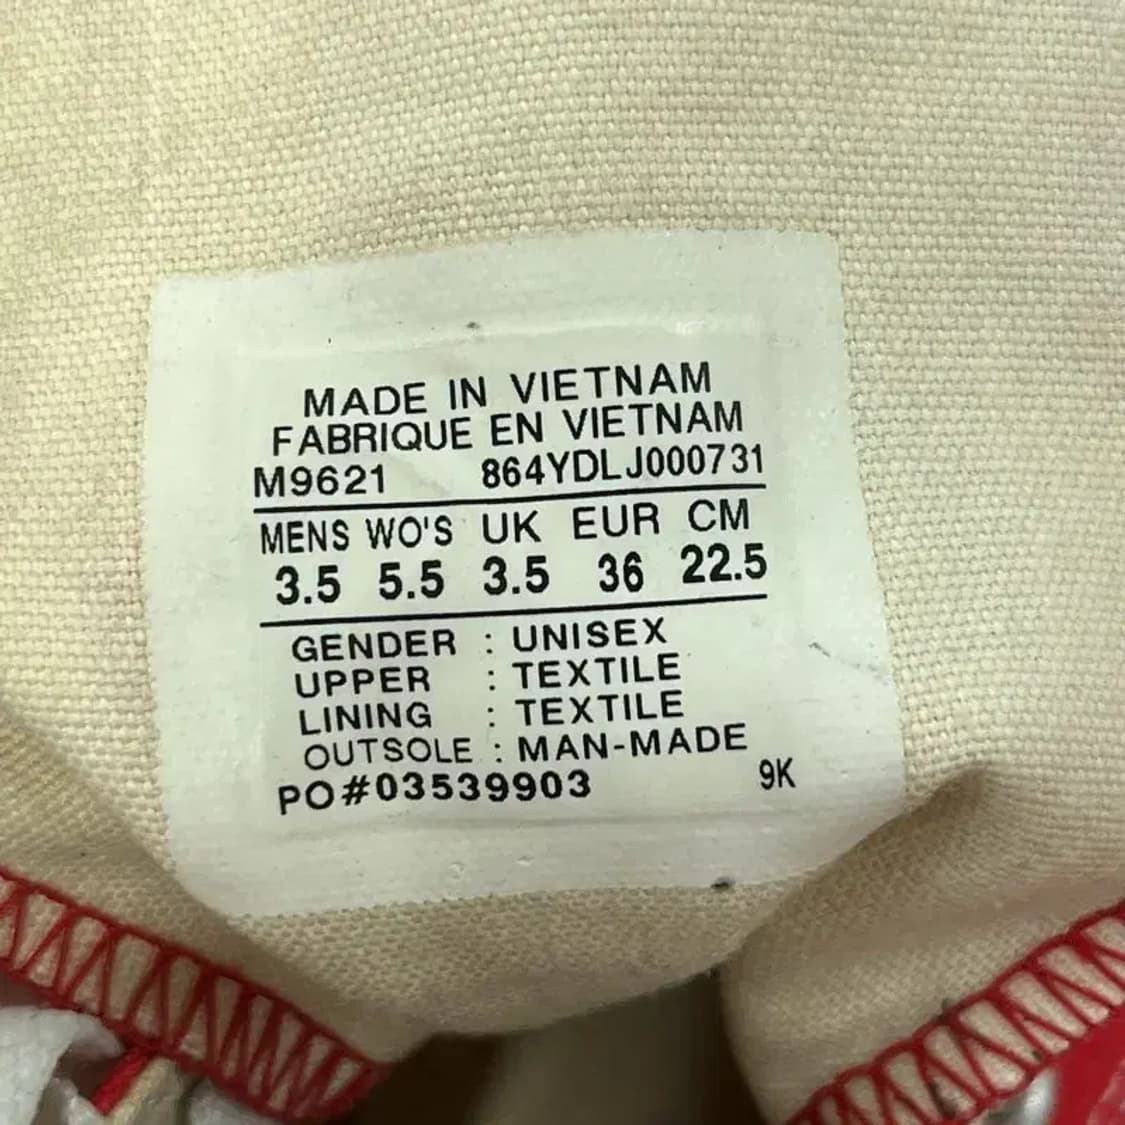 MADE IN VIETNAM
FABRIQUE EN VIETNAM
M9621 864YDLJ000731
MENS WO'S UK EUR CM
3.5 5.5 3.5 36 22.5
GENDER : UNISEX
UPPER : TEXTILE
LINING : TEXTILE
OUTSOLE : MAN-MADE
PO#03539903 9K